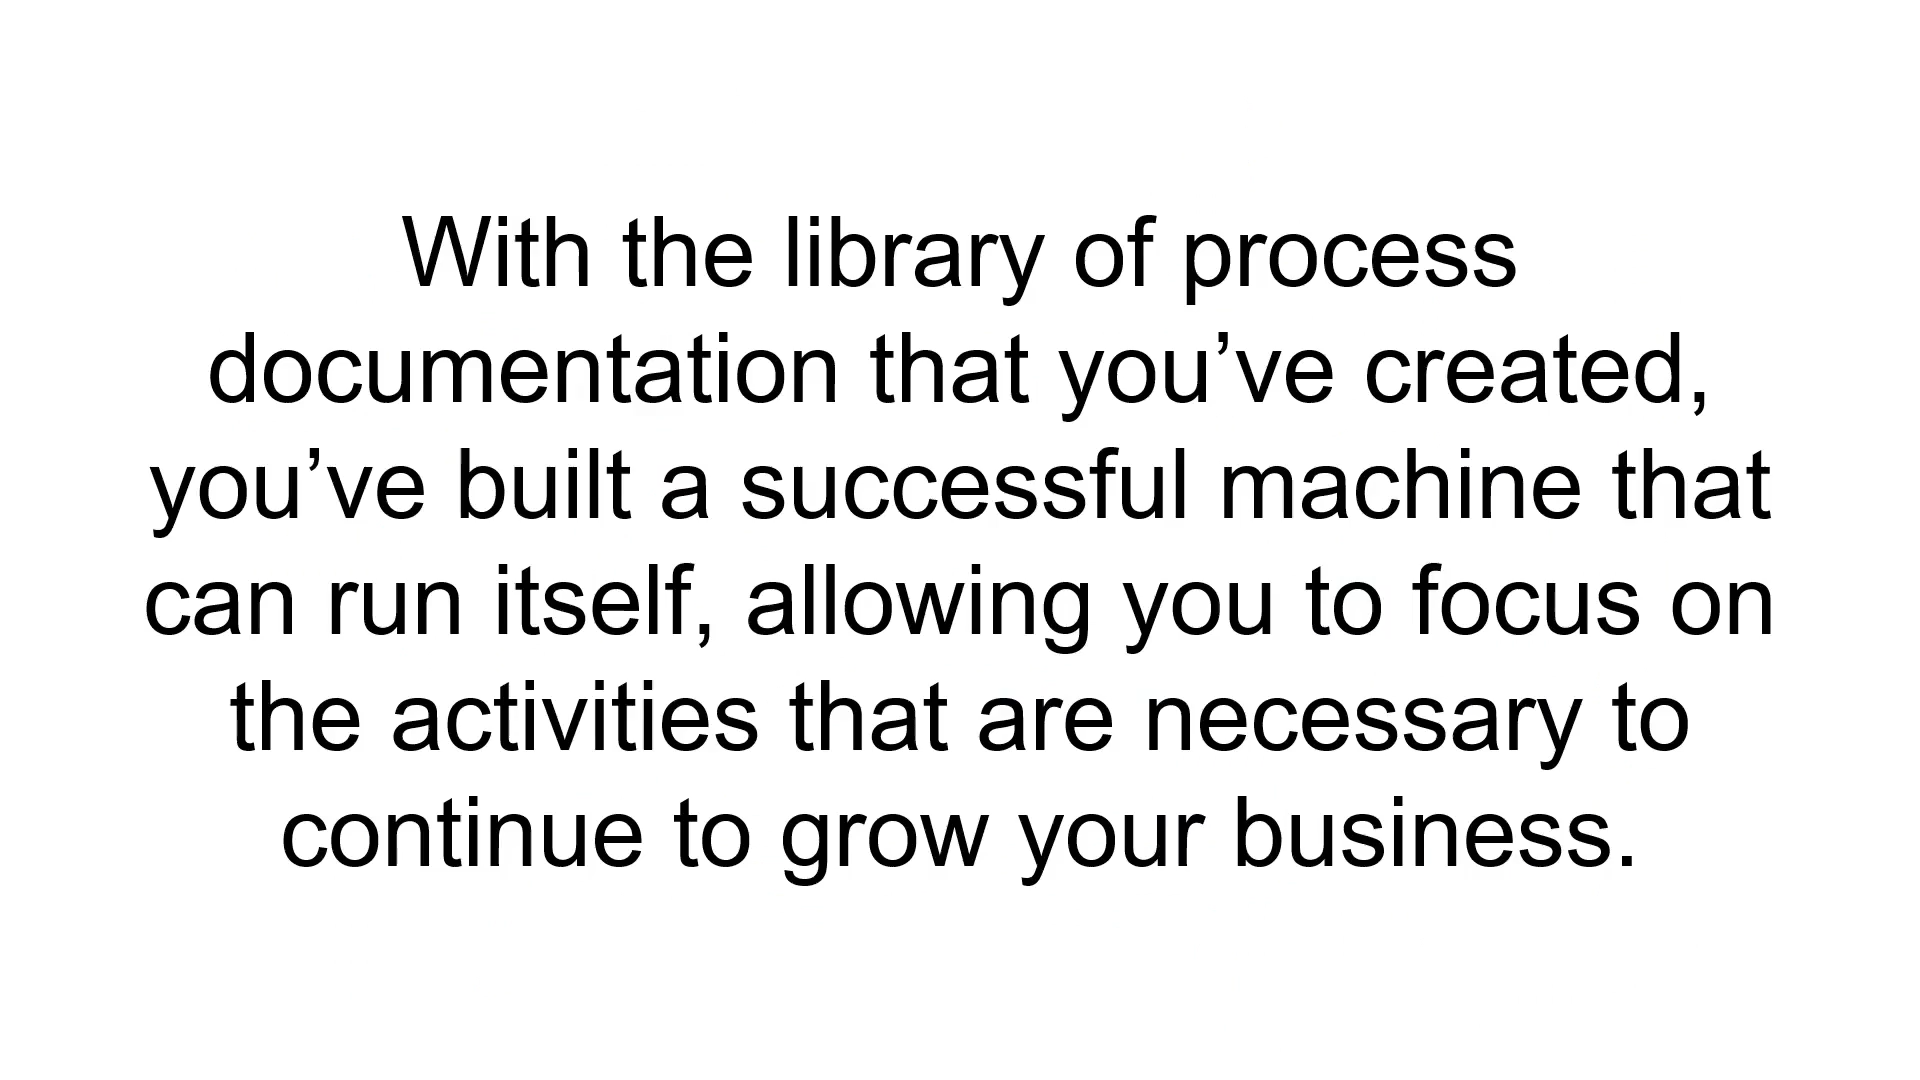 With the library of process
documentation that you’ve created,
you’ve built a successful machine that
can run itself, allowing you to focus on
the activities that are necessary to
continue to grow your business.